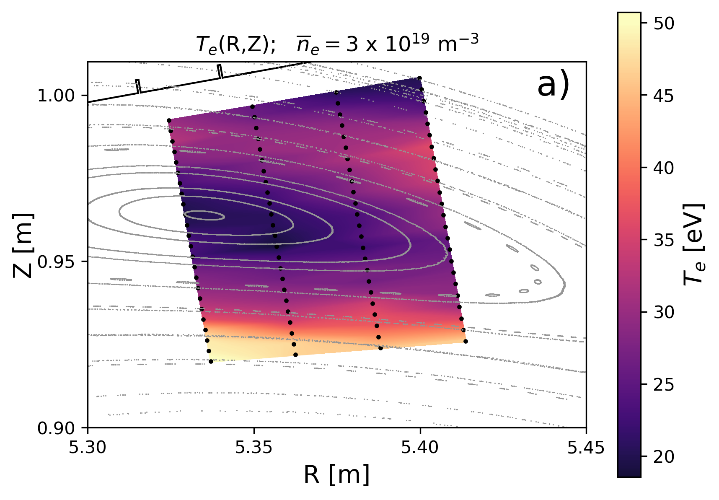 T_e(R,Z);   n̅_e = 3 x 10^19 m^−3
a)
1.00
0.95
0.90
Z [m]
5.30 5.35 5.40 5.45
R [m]
50
45
40
35
30
25
20
T_e [eV]